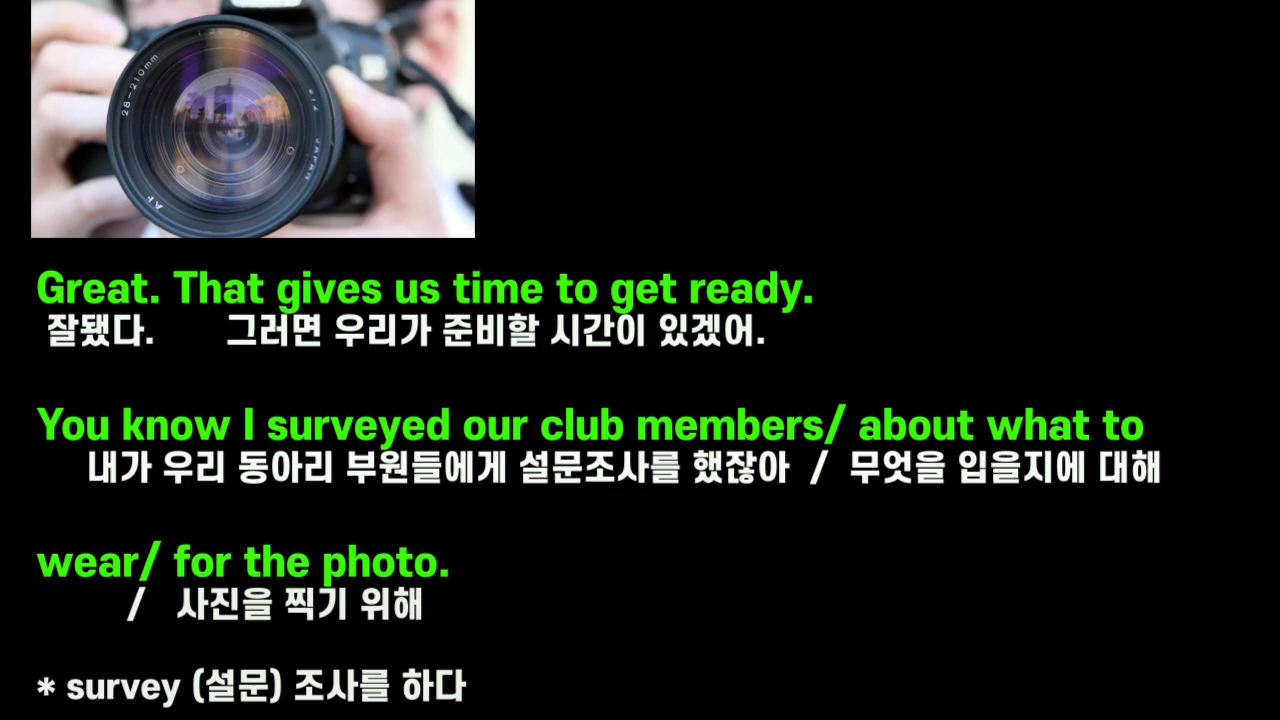 28-210mm
JAPAN
AF
Great. That gives us time to get ready.
잘됐다. 그러면 우리가 준비할 시간이 있겠어.
You know I surveyed our club members/ about what to
내가 우리 동아리 부원들에게 설문조사를 했잖아 / 무엇을 입을지에 대해
wear/ for the photo.
/ 사진을 찍기 위해
* survey (설문) 조사를 하다